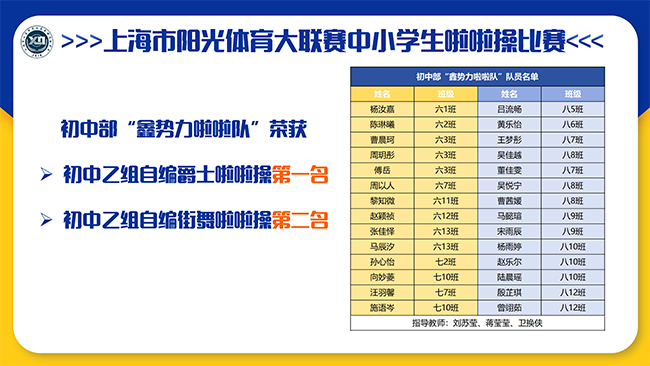 >>>上海市阳光体育大联赛中小学生啦啦操比赛<<<
初中部“鑫势力啦啦队”荣获
初中乙组自编爵士啦啦操第一名
初中乙组自编街舞啦啦操第二名
初中部“鑫势力啦啦队”队员名单
姓名 班级 姓名 班级
杨汝嘉 六1班 吕流畅 八5班
陈琳曦 六2班 黄乐怡 八6班
曹晨珂 六3班 王梦彤 八7班
周玥彤 六3班 吴佳越 八8班
傅岳 六3班 董佳雯 八7班
周以人 六7班 吴悦宁 八8班
黎知微 六11班 曹茜媛 八8班
赵颖祯 六12班 马懿瑄 八9班
张佳怿 六13班 宋雨辰 八9班
马辰汐 六13班 杨雨婷 八10班
孙心怡 七2班 赵乐尔 八10班
向妙菱 七10班 陆晨瑶 八10班
汪羽馨 七7班 殷芷琪 八12班
施语岑 七10班 曾翊茹 八12班
指导教师：刘苏莹、蒋莹莹、卫换侠